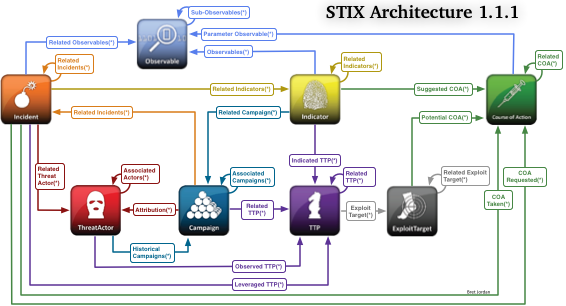 STIX Architecture 1.1.1
Sub-Observables(*)
Related Observables(*)
Parameter Observable(*)
Observables(*)
Observable
Related
Incidents(*)
Related
Indicators(*)
Related
COA(*)
Related Indicators(*)
Suggested COA(*)
Incident
Related Incidents(*)
Related Campaign(*)
Indicator
Potential COA(*)
Course of Action
Indicated TTP(*)
Related
Threat
Actor(*)
Associated
Actors(*)
Associated
Campaigns(*)
Related
TTP(*)
Related Exploit
Target(*)
COA
Requested(*)
COA
Taken(*)
Attribution(*)
Related
TTP(*)
Exploit
Target(*)
ThreatActor
Campaign
TTP
ExploitTarget
Historical
Campaigns(*)
Observed TTP(*)
Leveraged TTP(*)
Bret Jordan